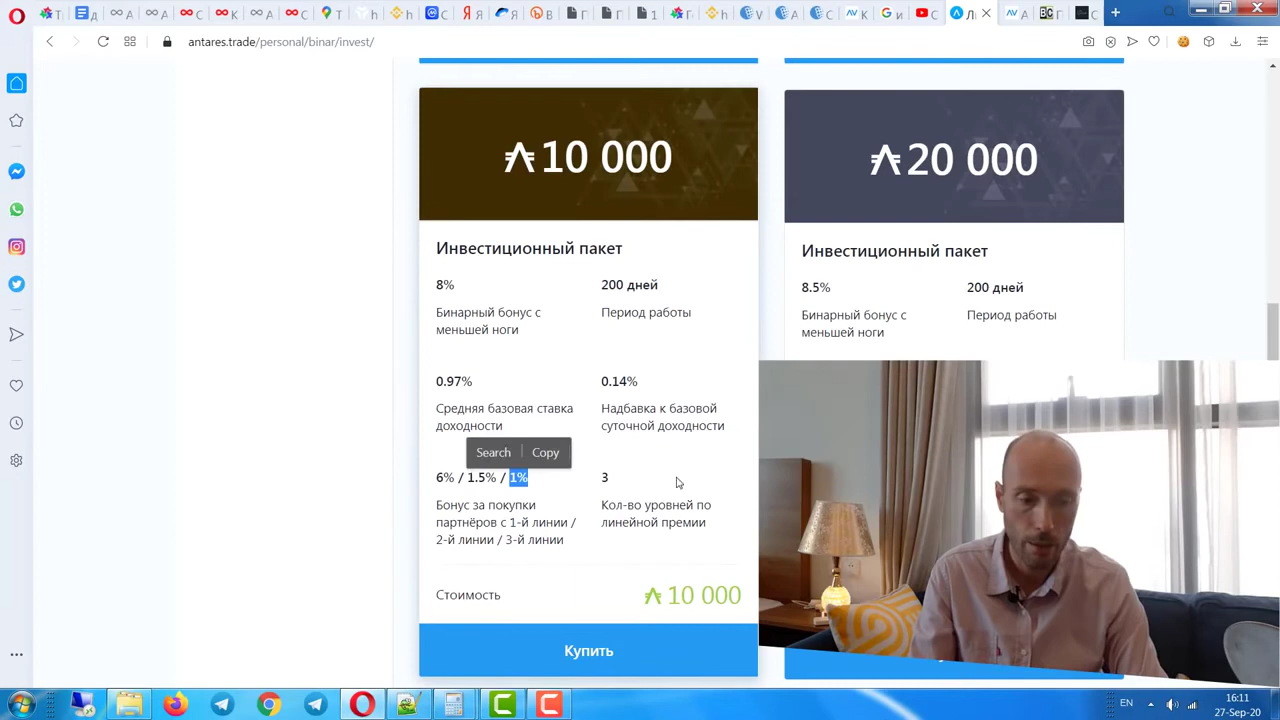 antares.trade/personal/binar/invest/
10 000
20 000
Инвестиционный пакет
Инвестиционный пакет
8%
200 дней
8.5%
200 дней
Бинарный бонус с
меньшей ноги
Период работы
Бинарный бонус с
меньшей ноги
Период работы
0.97%
0.14%
Средняя базовая ставка
доходности
Надбавка к базовой
суточной доходности
Search
Copy
6% / 1.5% / 1%
3
Бонус за покупки
партнёров с 1-й линии /
2-й линии / 3-й линии
Кол-во уровней по
линейной премии
Стоимость
10 000
Купить
EN
16:11
27-Sep-20